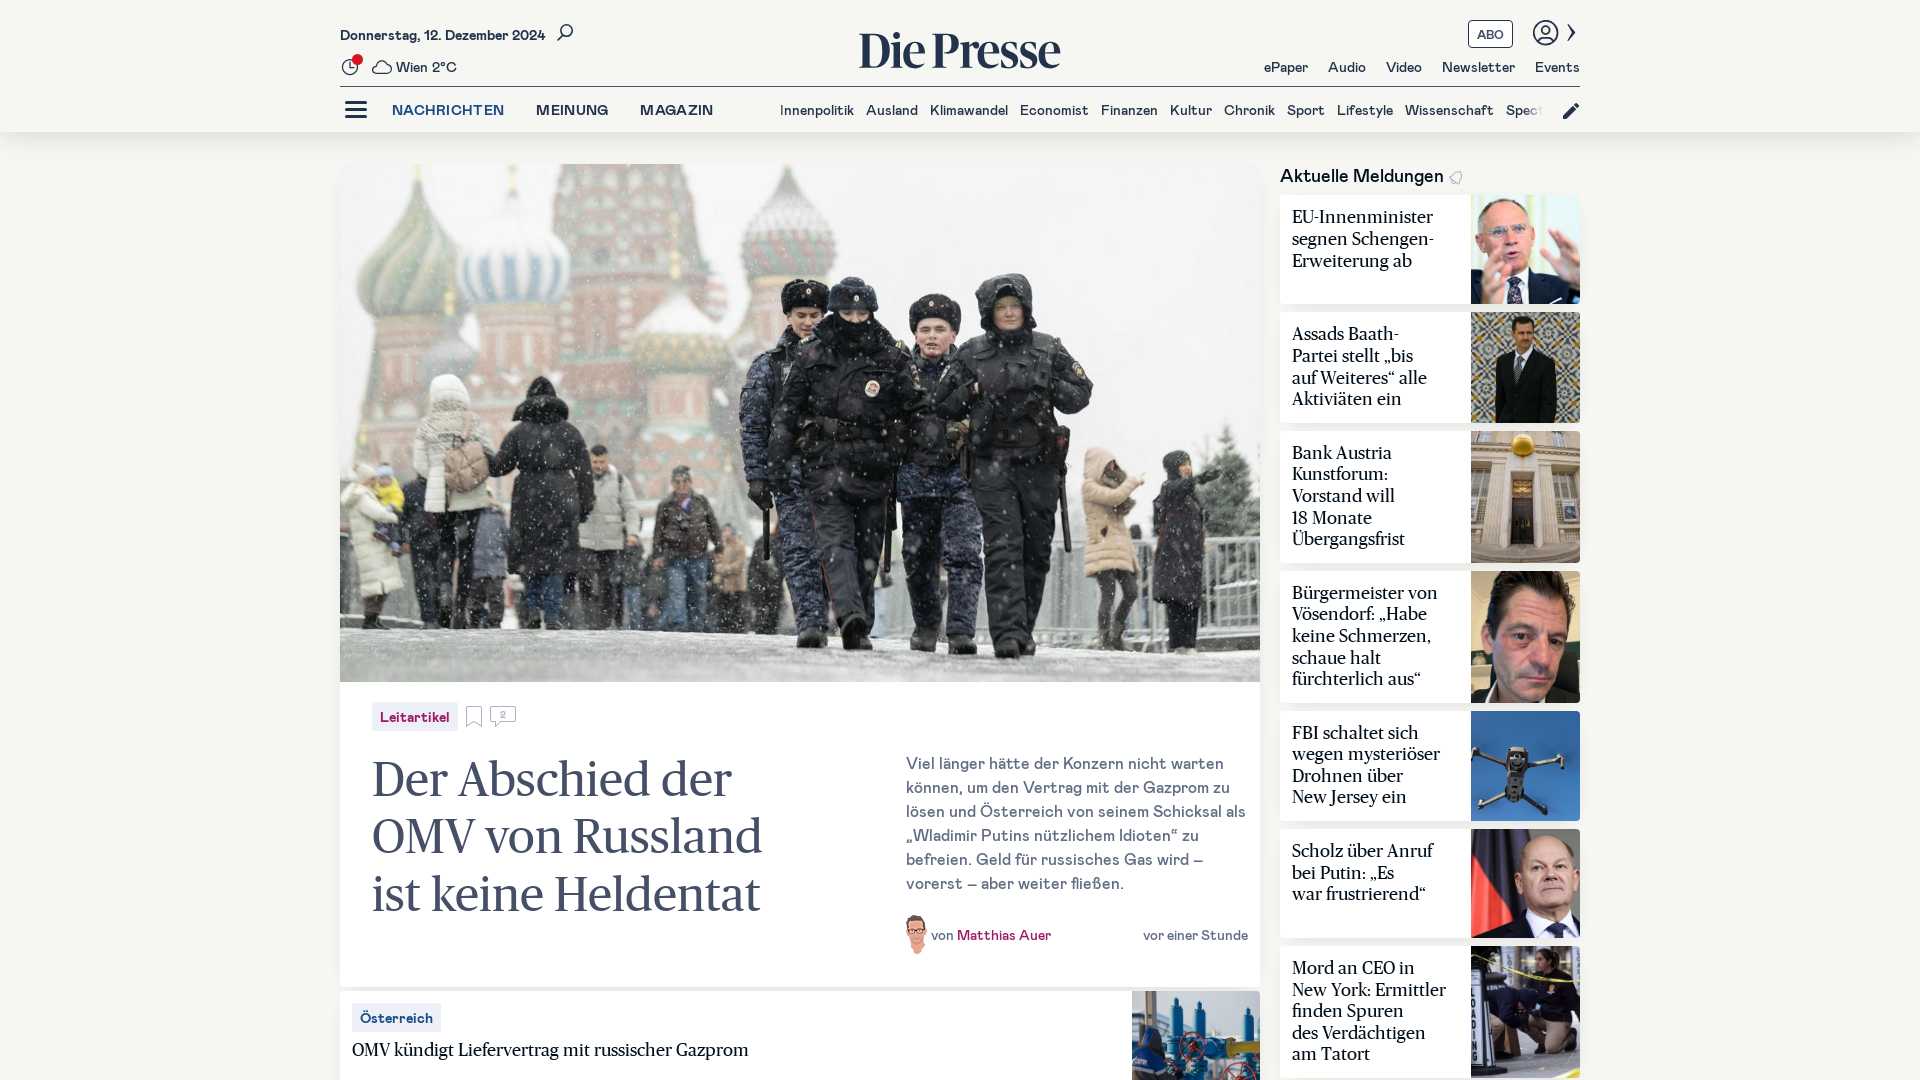 Donnerstag, 12. Dezember 2024
Wien 2°C
Die Presse
ABO
ePaper
Audio
Video
Newsletter
Events
NACHRICHTEN
MEINUNG
MAGAZIN
Innenpolitik
Ausland
Klimawandel
Economist
Finanzen
Kultur
Chronik
Sport
Lifestyle
Wissenschaft
Leitartikel
Der Abschied der
OMV von Russland
ist keine Heldentat
Viel länger hätte der Konzern nicht warten
können, um den Vertrag mit der Gazprom zu
lösen und Österreich von seinem Schicksal als
„Wladimir Putins nützlichem Idioten“ zu
befreien. Geld für russisches Gas wird –
vorerst – aber weiter fließen.
von Matthias Auer
vor einer Stunde
Österreich
OMV kündigt Liefervertrag mit russischer Gazprom
Aktuelle Meldungen
EU-Innenminister
segnen Schengen-
Erweiterung ab
Assads Baath-
Partei stellt „bis
auf Weiteres“ alle
Aktiviäten ein
Bank Austria
Kunstforum:
Vorstand will
18 Monate
Übergangsfrist
Bürgermeister von
Vösendorf: „Habe
keine Schmerzen,
schaue halt
fürchterlich aus“
FBI schaltet sich
wegen mysteriöser
Drohnen über
New Jersey ein
Scholz über Anruf
bei Putin: „Es
war frustrierend“
Mord an CEO in
New York: Ermittler
finden Spuren
des Verdächtigen
am Tatort